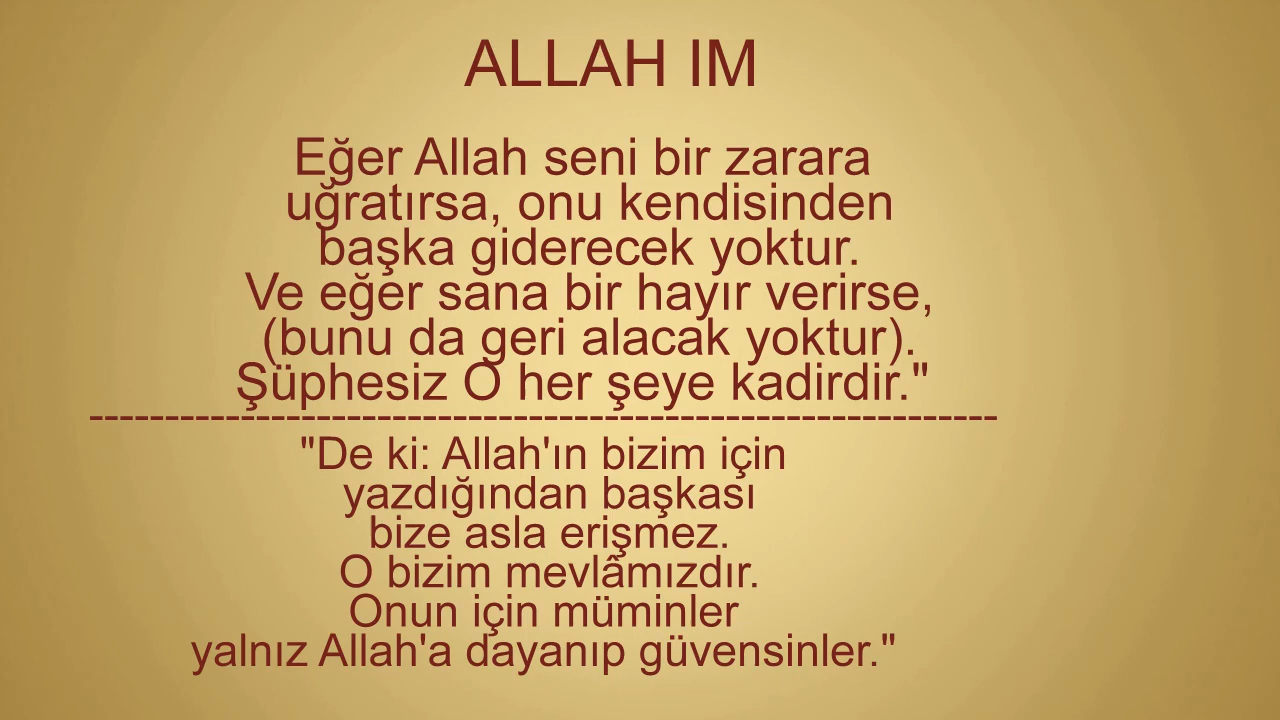 ALLAH IM
Eğer Allah seni bir zarara
uğratırsa, onu kendisinden
başka giderecek yoktur.
Ve eğer sana bir hayır verirse,
(bunu da geri alacak yoktur).
Şüphesiz O her şeye kadirdir."
------------------------------------------------------------
"De ki: Allah'ın bizim için
yazdığından başkası
bize asla erişmez.
O bizim mevlâmızdır.
Onun için müminler
yalnız Allah'a dayanıp güvensinler."